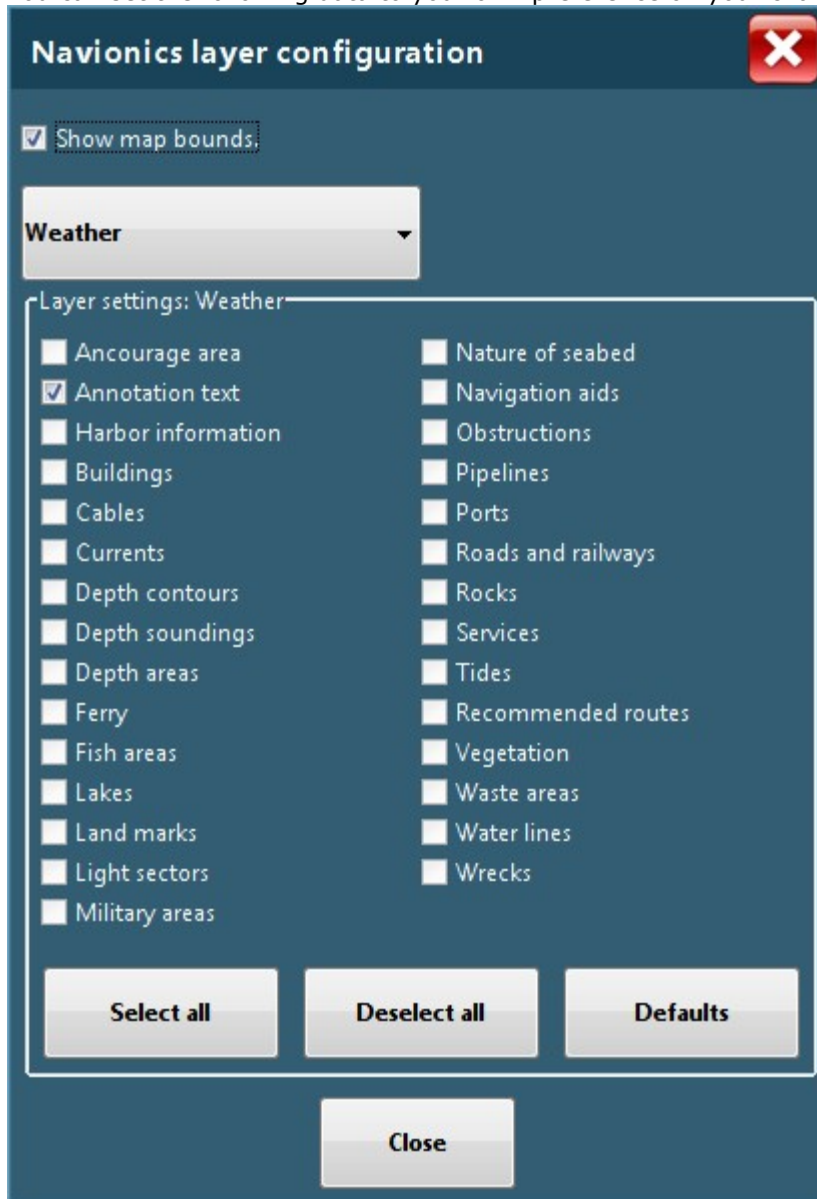 Navionics layer configuration
Show map bounds.
Weather
Layer settings: Weather
Ancourage area
Annotation text
Harbor information
Buildings
Cables
Currents
Depth contours
Depth soundings
Depth areas
Ferry
Fish areas
Lakes
Land marks
Light sectors
Military areas
Nature of seabed
Navigation aids
Obstructions
Pipelines
Ports
Roads and railways
Rocks
Services
Tides
Recommended routes
Vegetation
Waste areas
Water lines
Wrecks
Select all
Deselect all
Defaults
Close